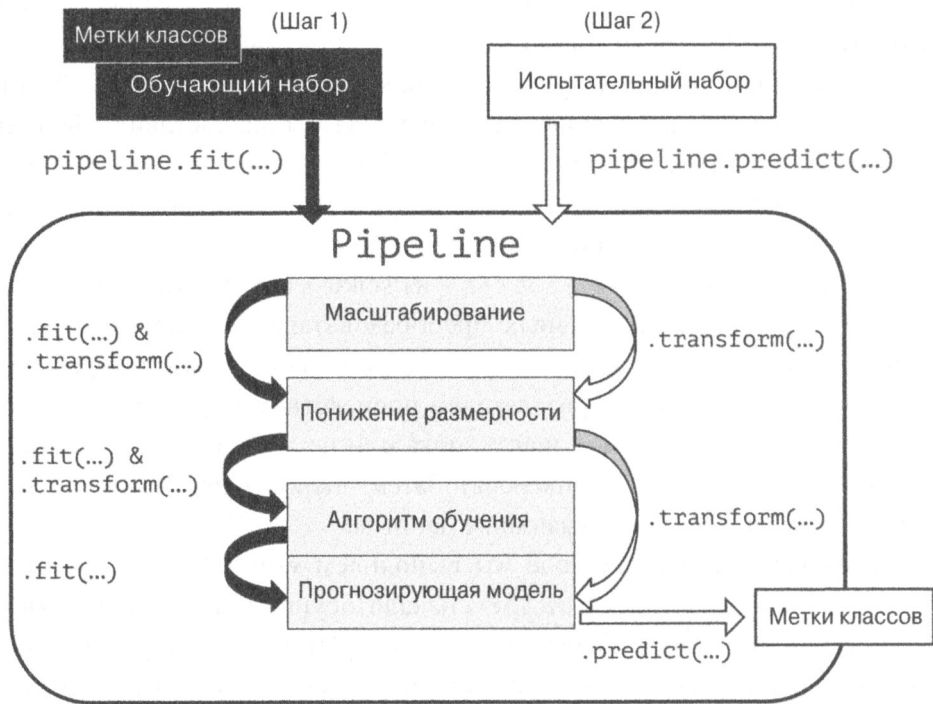 (Шаг 1)
Метки классов
Обучающий набор
pipeline.fit(…)
(Шаг 2)
Испытательный набор
pipeline.predict(…)
Pipeline
Масштабирование
.fit(…) &
.transform(…)
.transform(…)
Понижение размерности
.fit(…) &
.transform(…)
.transform(…)
Алгоритм обучения
.fit(…)
Прогнозирующая модель
.predict(…)
Метки классов